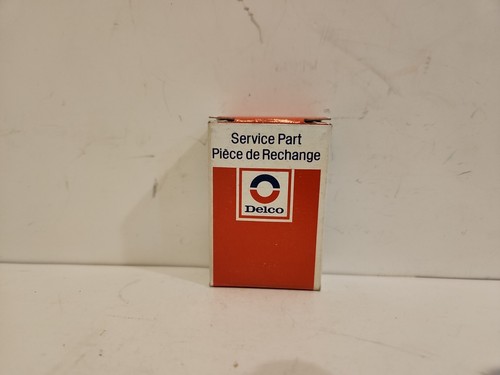 Service Part
Pièce de Rechange
Delco